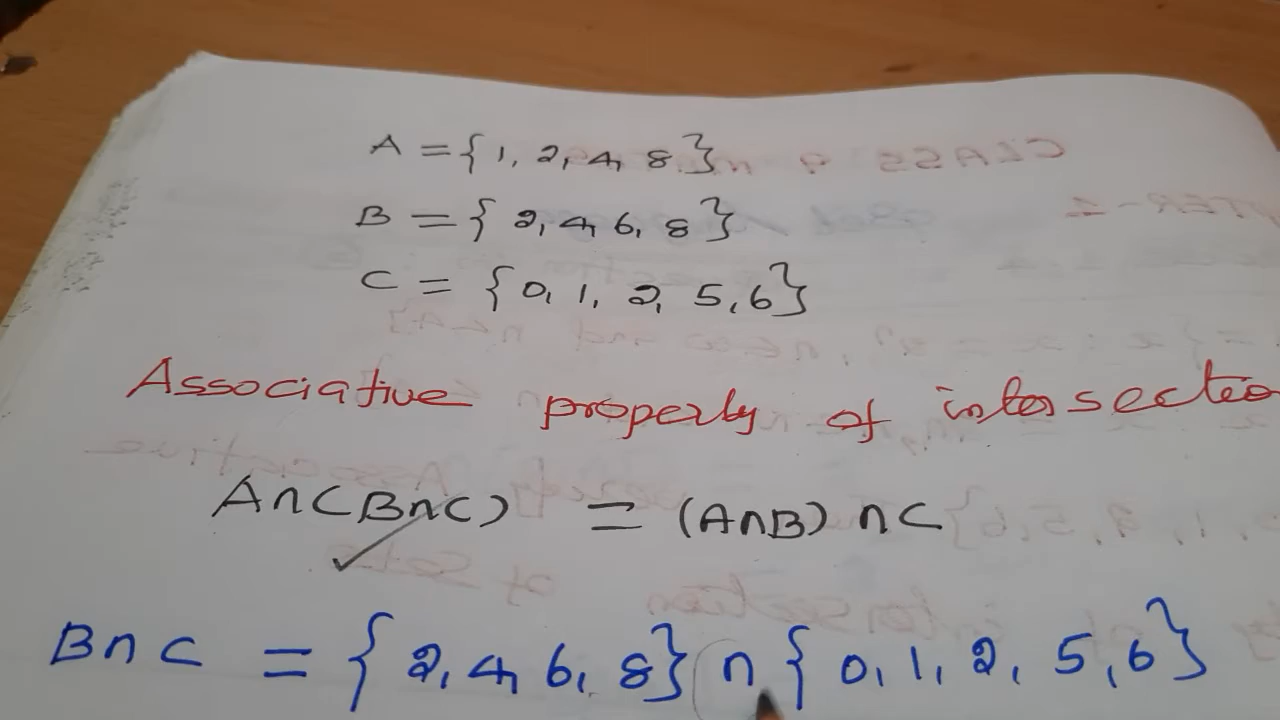 A = {1, 2, 4, 8}
B = {2, 4, 6, 8}
C = {0, 1, 2, 5, 6}
Associative property of intersectio
A∩(B∩C) = (A∩B)∩C
B∩C = {2, 4, 6, 8} ∩ {0, 1, 2, 5, 6}